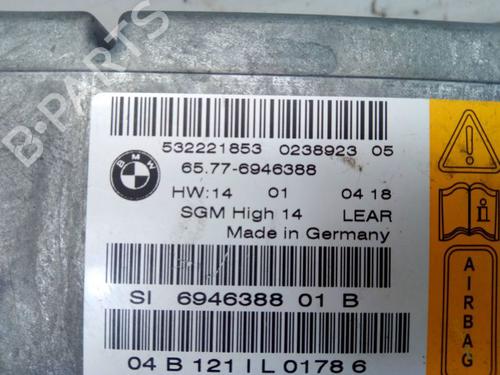 B-PARTS
532221853 0238923 05
BMW
65.77-6946388
HW:14 01 04 18
SGM High 14 LEAR
Made in Germany
SI 6946388 01 B
04 B 121 I L 0178 6
AIRBAG